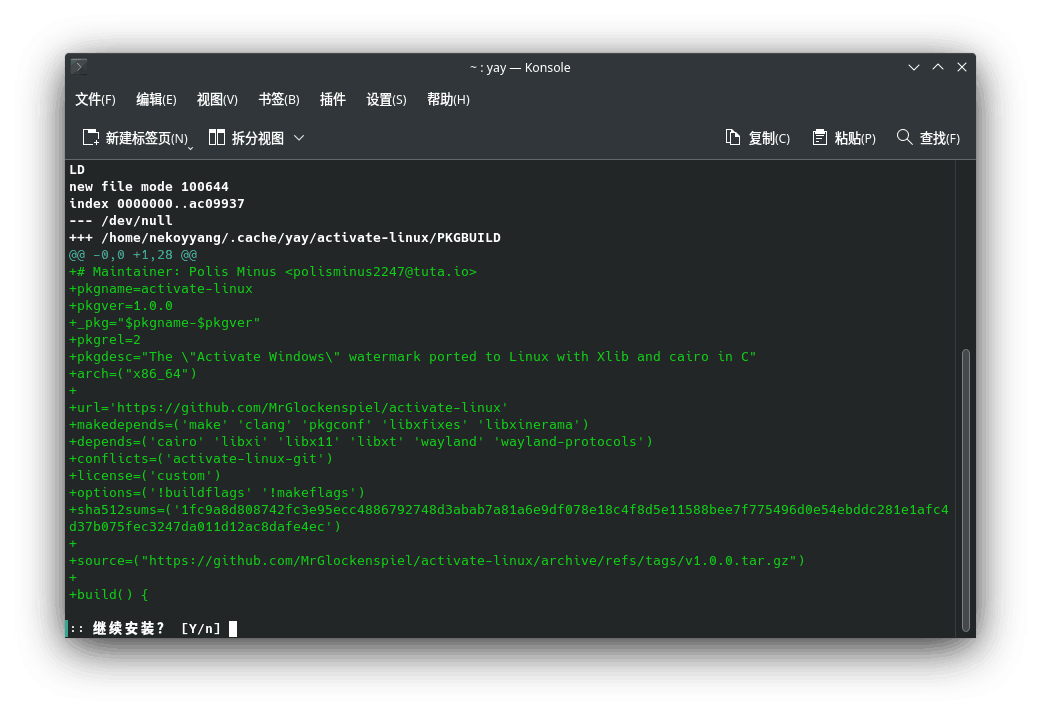 ~ : yay — Konsole
文件(F) 编辑(E) 视图(V) 书签(B) 插件 设置(S) 帮助(H)
新建标签页(N) 拆分视图 复制(C) 粘贴(P) 查找(F)
LD
new file mode 100644
index 0000000..ac09937
--- /dev/null
+++ /home/nekoyyang/.cache/yay/activate-linux/PKGBUILD
@@ -0,0 +1,28 @@
+# Maintainer: Polis Minus <polisminus2247@tuta.io>
+pkgname=activate-linux
+pkgver=1.0.0
+_pkg="$pkgname-$pkgver"
+pkgrel=2
+pkgdesc="The \"Activate Windows\" watermark ported to Linux with Xlib and cairo in C"
+arch=("x86_64")
+
+url='https://github.com/MrGlockenspiel/activate-linux'
+makedepends=('make' 'clang' 'pkgconf' 'libxfixes' 'libxinerama')
+depends=('cairo' 'libxi' 'libx11' 'libxt' 'wayland' 'wayland-protocols')
+conflicts=('activate-linux-git')
+license=('custom')
+options=('!buildflags' '!makeflags')
+sha512sums=('1fc9a8d808742fc3e95ecc4886792748d3abab7a81a6e9df078e18c4f8d5e11588bee7f775496d0e54ebddc281e1afc4
d37b075fec3247da011d12ac8dafe4ec')
+
+source=("https://github.com/MrGlockenspiel/activate-linux/archive/refs/tags/v1.0.0.tar.gz")
+
+build() {
:: 继续安装？ [Y/n]